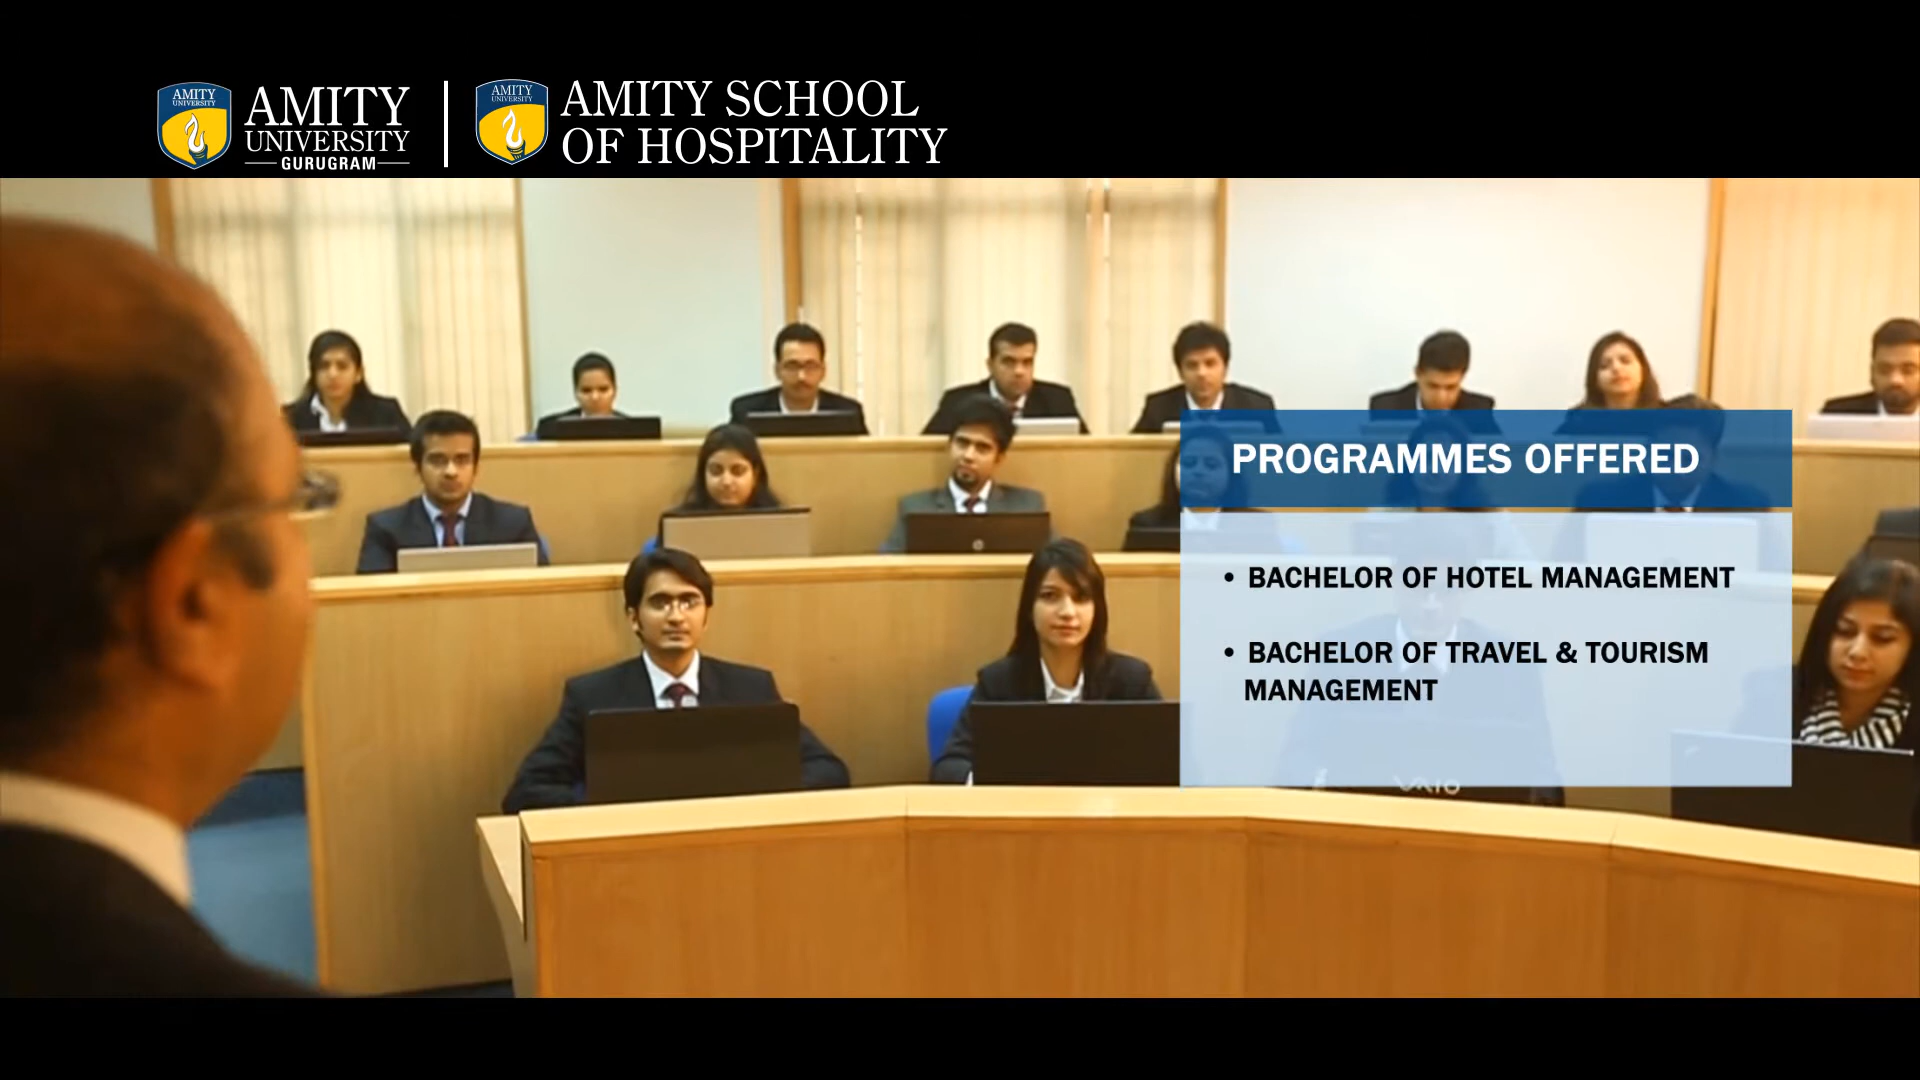 AMITY
UNIVERSITY
AMITY
UNIVERSITY
GURUGRAM
AMITY
UNIVERSITY
AMITY SCHOOL
OF HOSPITALITY
PROGRAMMES OFFERED
• BACHELOR OF HOTEL MANAGEMENT
• BACHELOR OF TRAVEL & TOURISM
MANAGEMENT
VAIO